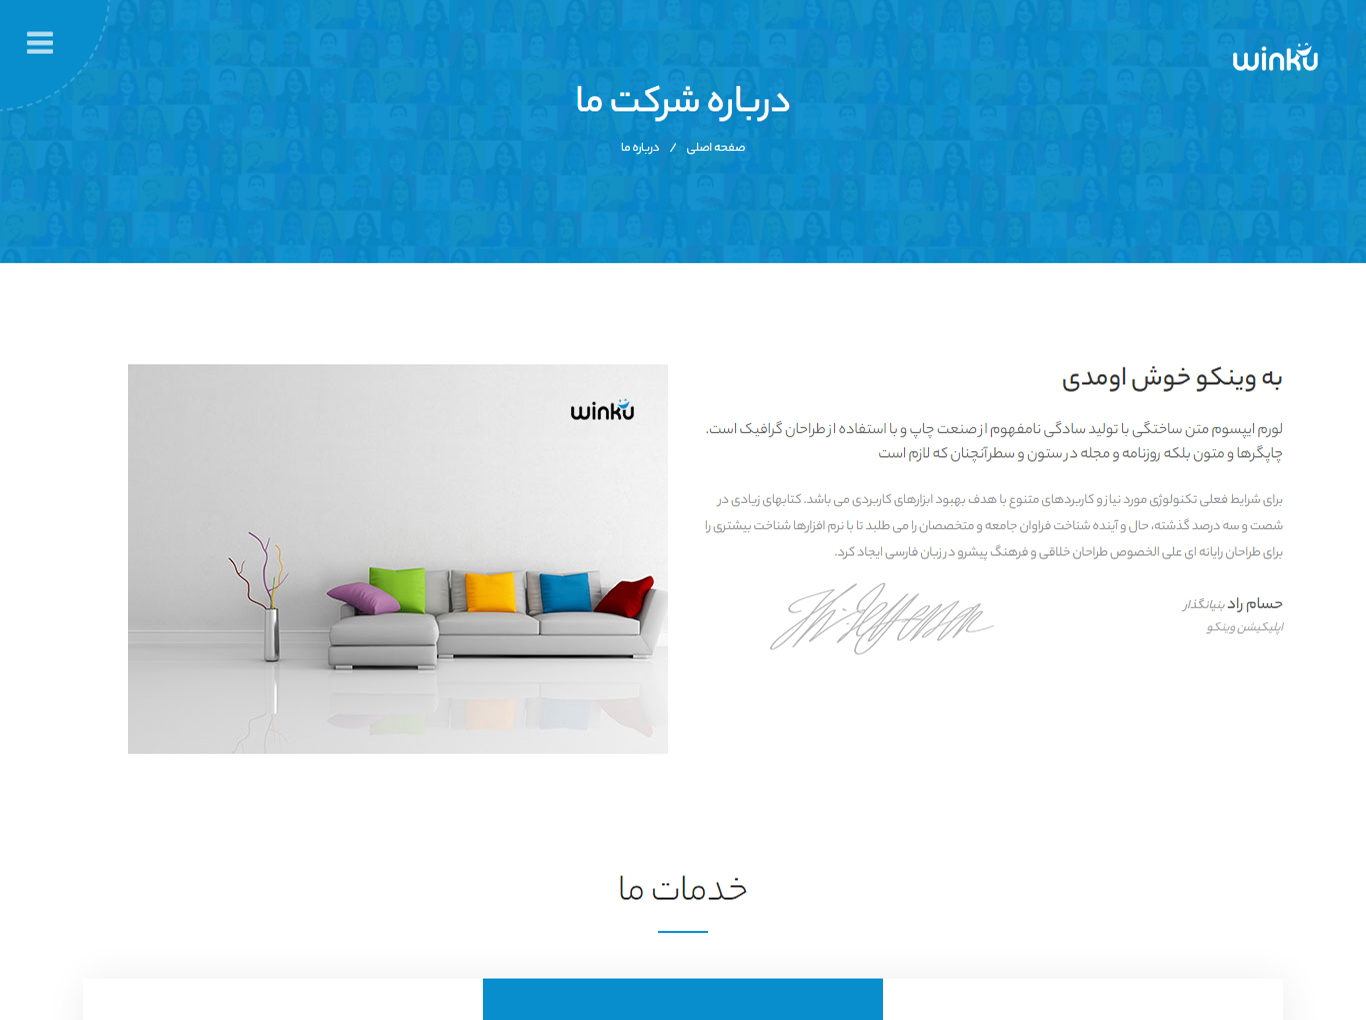 winku
درباره شرکت ما
صفحه اصلی / درباره ما
به وینکو خوش اومدی
لورم ایپسوم متن ساختگی با تولید سادگی نامفهوم از صنعت چاپ و با استفاده از طراحان گرافیک است.
چاپگرها و متون بلکه روزنامه و مجله در ستون و سطرآنچنان که لازم است
برای شرایط فعلی تکنولوژی مورد نیاز و کاربردهای متنوع با هدف بهبود ابزارهای کاربردی می باشد. کتابهای زیادی در
شصت و سه درصد گذشته، حال و آینده شناخت فراوان جامعه و متخصصان را می طلبد تا با نرم افزارها شناخت بیشتری را
برای طراحان رایانه ای علی الخصوص طراحان خلاقی و فرهنگ پیشرو در زبان فارسی ایجاد کرد.
حسام راد بنیانگذار
اپلیکیشن وینکو
winku
خدمات ما